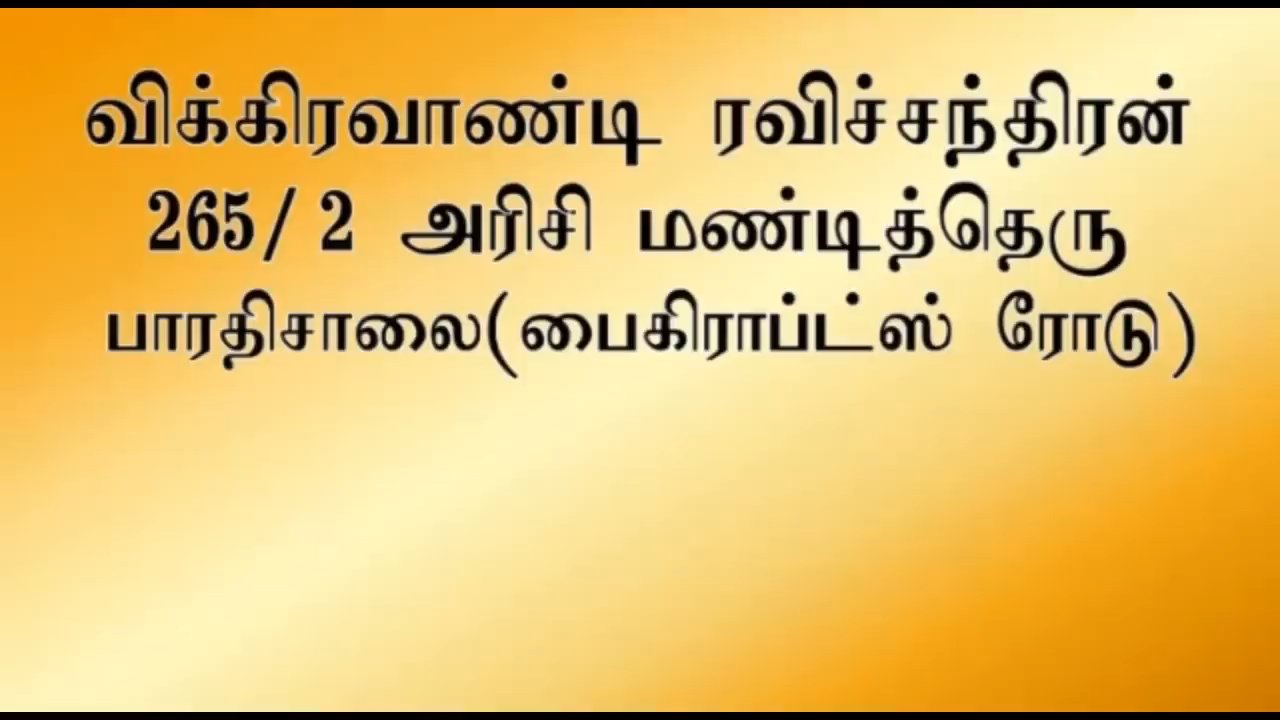 விக்கிரவாண்டி ரவிச்சந்திரன்
265/ 2 அரிசி மண்டித்தெரு
பாரதிசாலை(பைகிராப்ட்ஸ் ரோடு)